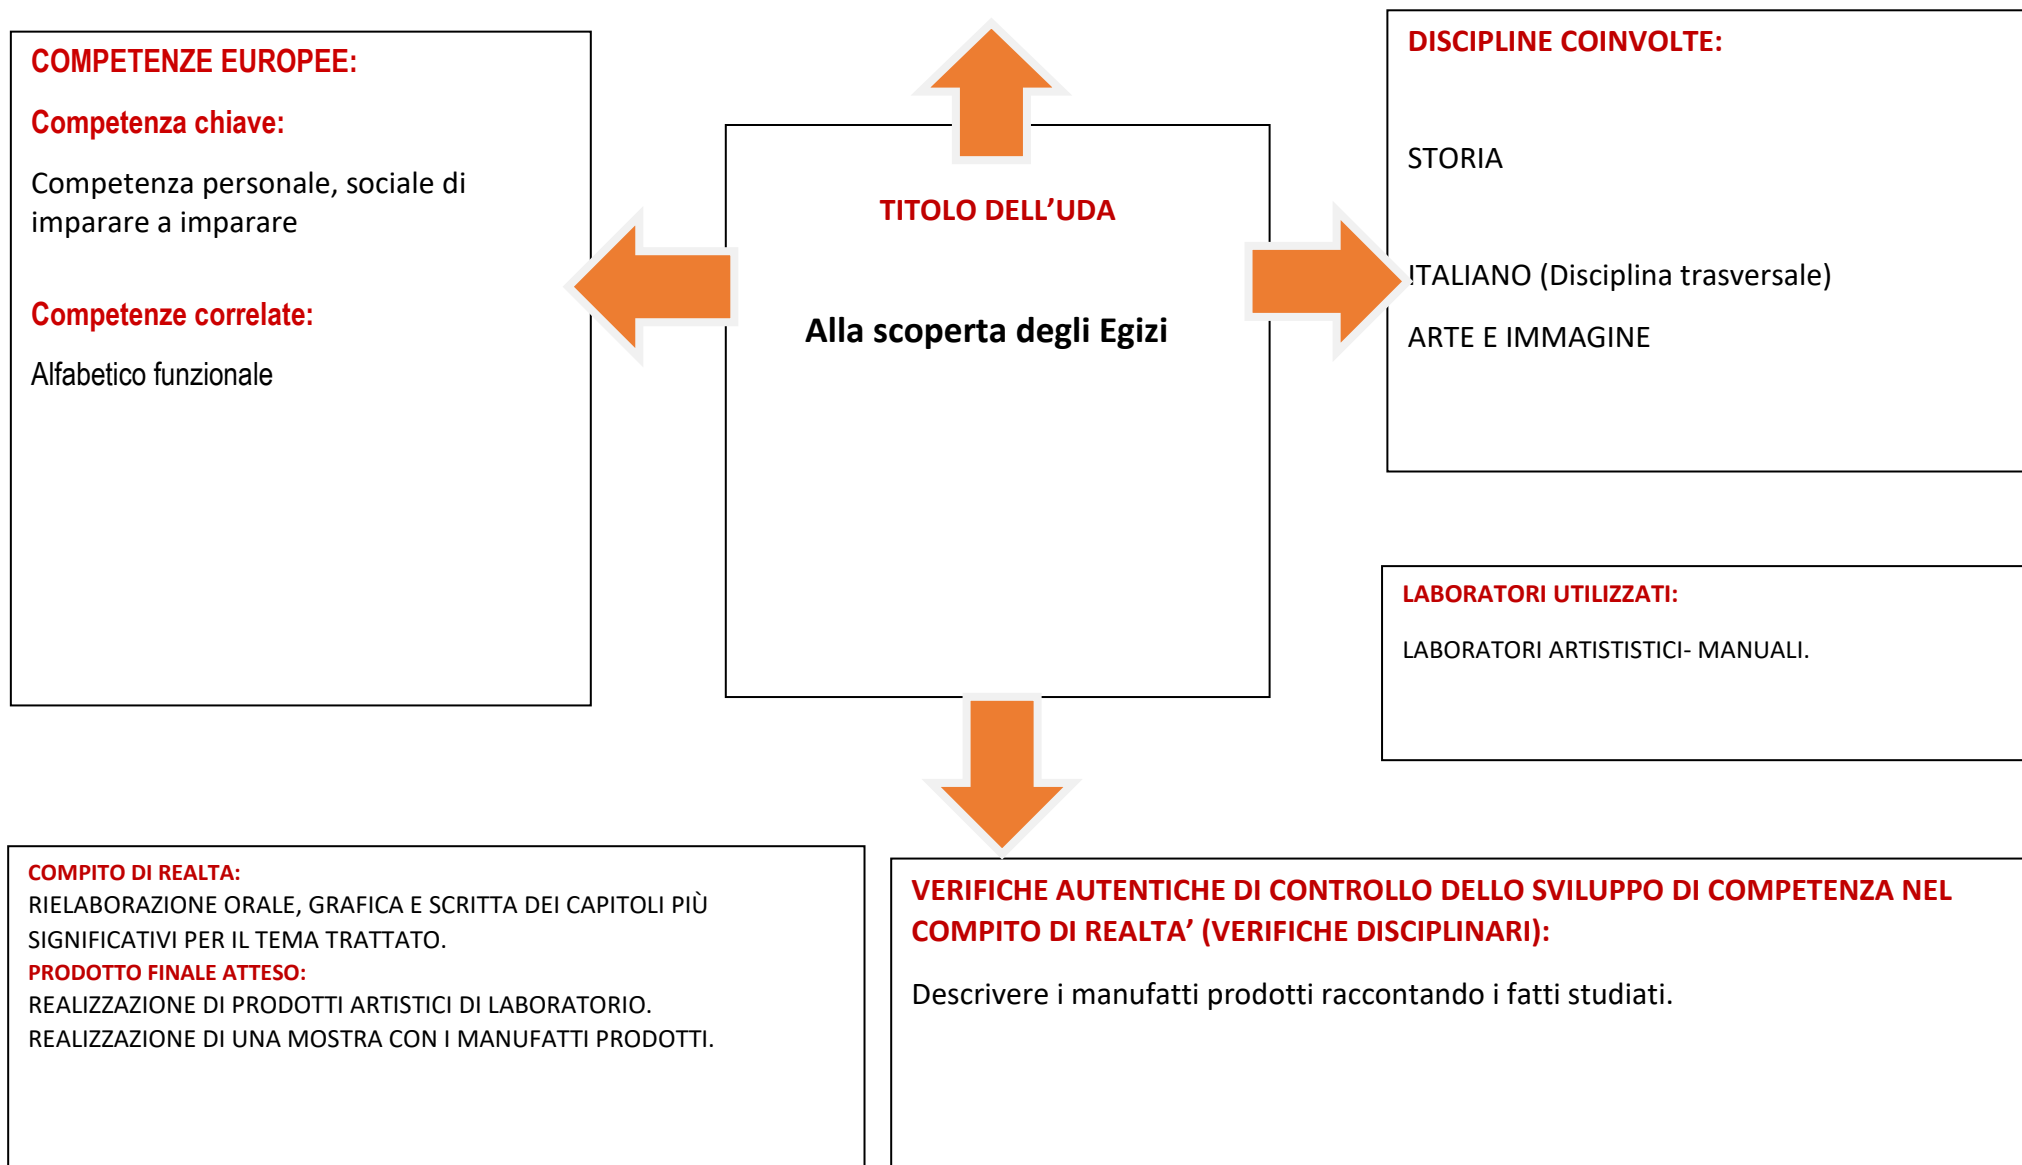 COMPETENZE EUROPEE:
Competenza chiave:
Competenza personale, sociale di
imparare a imparare
Competenze correlate:
Alfabetico funzionale
TITOLO DELL’UDA
Alla scoperta degli Egizi
DISCIPLINE COINVOLTE:
STORIA
ITALIANO (Disciplina trasversale)
ARTE E IMMAGINE
LABORATORI UTILIZZATI:
LABORATORI ARTISTISTICI- MANUALI.
COMPITO DI REALTA:
RIELABORAZIONE ORALE, GRAFICA E SCRITTA DEI CAPITOLI PIÙ
SIGNIFICATIVI PER IL TEMA TRATTATO.
PRODOTTO FINALE ATTESO:
REALIZZAZIONE DI PRODOTTI ARTISTICI DI LABORATORIO.
REALIZZAZIONE DI UNA MOSTRA CON I MANUFATTI PRODOTTI.
VERIFICHE AUTENTICHE DI CONTROLLO DELLO SVILUPPO DI COMPETENZA NEL
COMPITO DI REALTA’ (VERIFICHE DISCIPLINARI):
Descrivere i manufatti prodotti raccontando i fatti studiati.